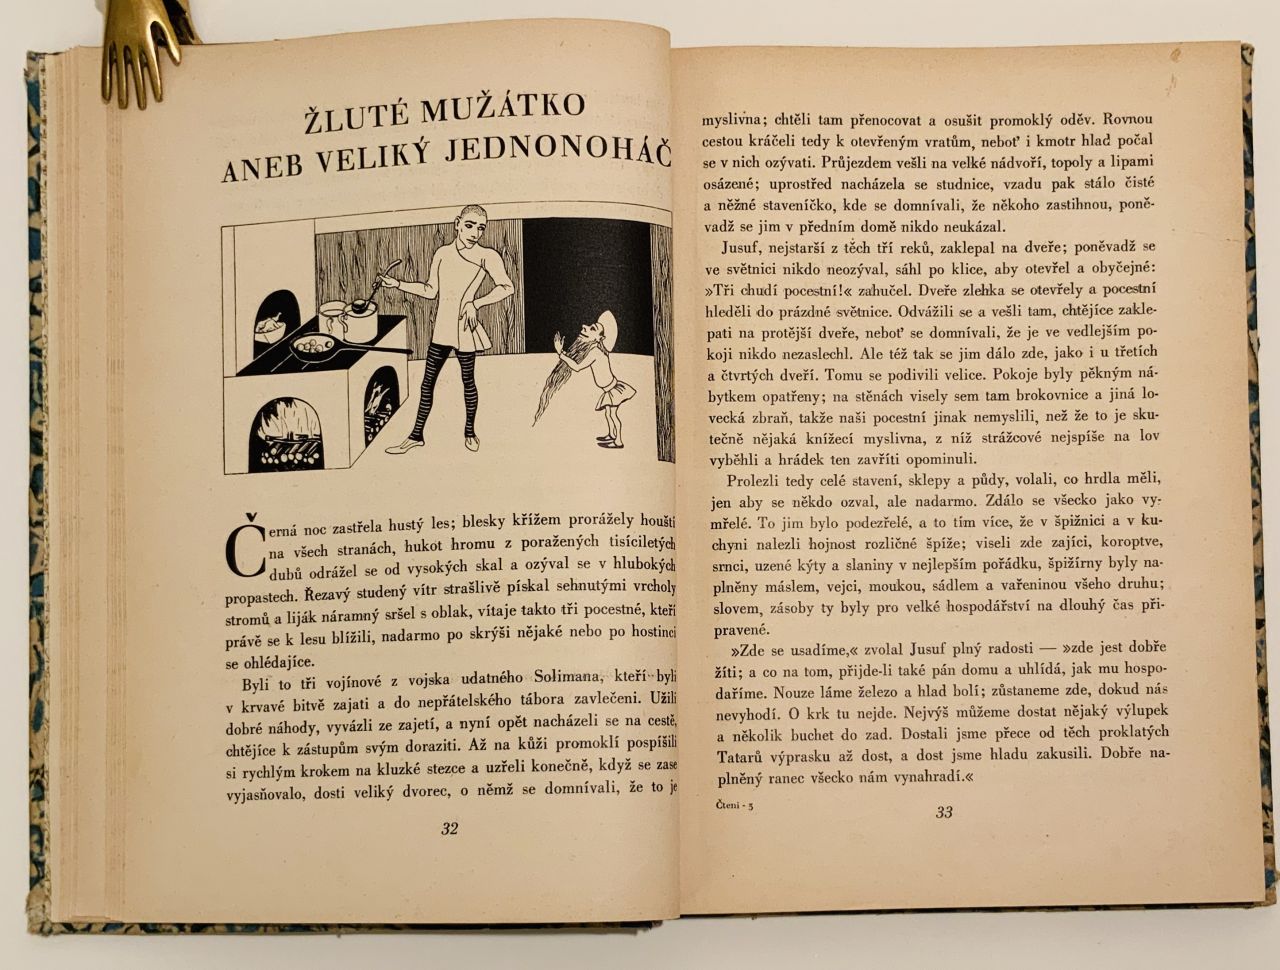 ŽLUTÉ MUŽÁTKO
ANEB VELIKÝ JEDNONOHÁČ
Černá noc zastřela hustý les; blesky křížem prorážely houští
na všech stranách, hukot hromu z poražených tisíciletých
dubů odrážel se od vysokých skal a ozýval se v hlubokých
propastech. Řezavý studený vítr strašlivě pískal sehnutými vrcholy
stromů a liják náramný sršel s oblak, vítaje takto tři pocestné, kteří
právě se k lesu blížili, nadarmo po skrýši nějaké nebo po hostinci
se ohlédajíce.
Byli to tři vojínové z vojska udatného Solimana, kteří byli
v krvavé bitvě zajati a do nepřátelského tábora zavlečeni. Užili
dobré náhody, vyvázli ze zajetí, a nyní opět nacházeli se na cestě,
chtějíce k zástupům svým doraziti. Až na kůži promoklí pospíšili
si rychlým krokem na kluzké stezce a uzřeli konečně, když se zase
vyjasňovalo, dosti veliký dvorec, o němž se domnívali, že to je
32
myslivna; chtěli tam přenocovat a osušit promoklý oděv. Rovnou
cestou kráčeli tedy k otevřeným vratům, neboť i kmotr hlad počal
se v nich ozývati. Průjezdem vešli na velké nádvoří, topoly a lipami
osázené; uprostřed nacházela se studnice, vzadu pak stálo čisté
a něžné staveníčko, kde se domnívali, že někoho zastihnou, poně-
vadž se jim v předním domě nikdo neukázal.
Jusuf, nejstarší z těch tří reků, zaklepal na dveře; poněvadž se
ve světnici nikdo neozýval, sáhl po klice, aby otevřel a obyčejné:
»Tři chudí pocestní!« zahučel. Dveře zlehka se otevřely a pocestní
hleděli do prázdné světnice. Odvážili se a vešli tam, chtějíce zakle-
pati na protější dveře, neboť se domnívali, že je ve vedlejším po-
koji nikdo nezaslechl. Ale též tak se jim dálo zde, jako i u třetích
a čtvrtých dveří. Tomu se podivili velice. Pokoje byly pěkným ná-
bytkem opatřeny; na stěnách visely sem tam brokovnice a jiná lo-
vecká zbraň, takže naši pocestní jinak nemyslili, než že to je sku-
tečně nějaká knížecí myslivna, z níž strážcové nejspíše na lov
vyběhli a hrádek ten zavříti opominuli.
Prolezli tedy celé stavení, sklepy a půdy, volali, co hrdla měli,
jen aby se někdo ozval, ale nadarmo. Zdálo se všecko jako vy-
mřelé. To jim bylo podezřelé, a to tím více, že v špižnici a v ku-
chyni nalezli hojnost rozličné špíže; viseli zde zajíci, koroptve,
srnci, uzené kýty a slaniny v nejlepším pořádku, špižírny byly na-
plněny máslem, vejci, moukou, sádlem a vařeninou všeho druhu;
slovem, zásoby ty byly pro velké hospodářství na dlouhý čas při-
pravené.
»Zde se usadíme,« zvolal Jusuf plný radosti — »zde jest dobře
žíti; a co na tom, přijde-li také pán domu a uhlídá, jak mu hospo-
daříme. Nouze láme železo a hlad bolí; zůstaneme zde, dokud nás
nevyhodí. O krk tu nejde. Nejvýš můžeme dostat nějaký výlupek
a několik buchet do zad. Dostali jsme přece od těch proklatých
Tatarů výprasku až dost, a dost jsme hladu zakusili. Dobře na-
plněný ranec všecko nám vynahradí.«
Čtení - 5
33